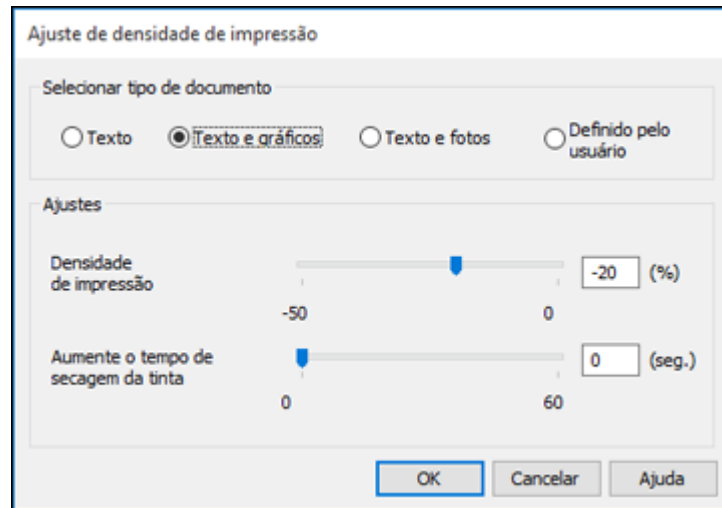 Ajuste de densidade de impressão
Selecionar tipo de documento
Texto
Texto e gráficos
Texto e fotos
Definido pelo
usuário
Ajustes
Densidade
de impressão
-20
(%)
-50
0
Aumente o tempo de
secagem da tinta
0
(seg.)
0
60
OK
Cancelar
Ajuda